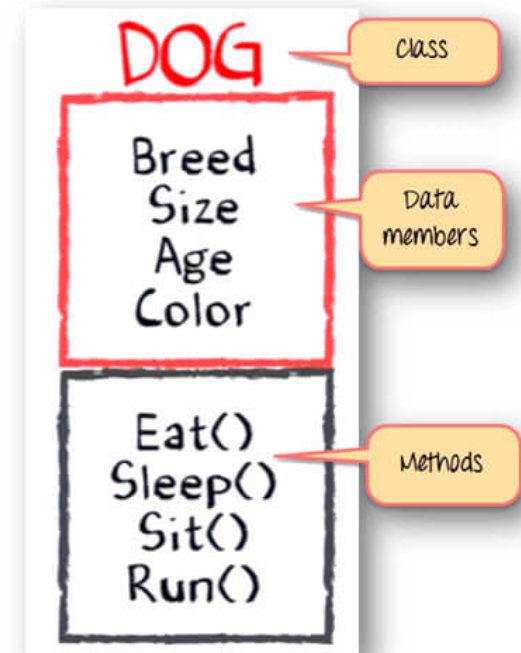 DOG
Class
Breed
Size
Age
Color
Data
members
Eat()
Sleep()
Sit()
Run()
Methods